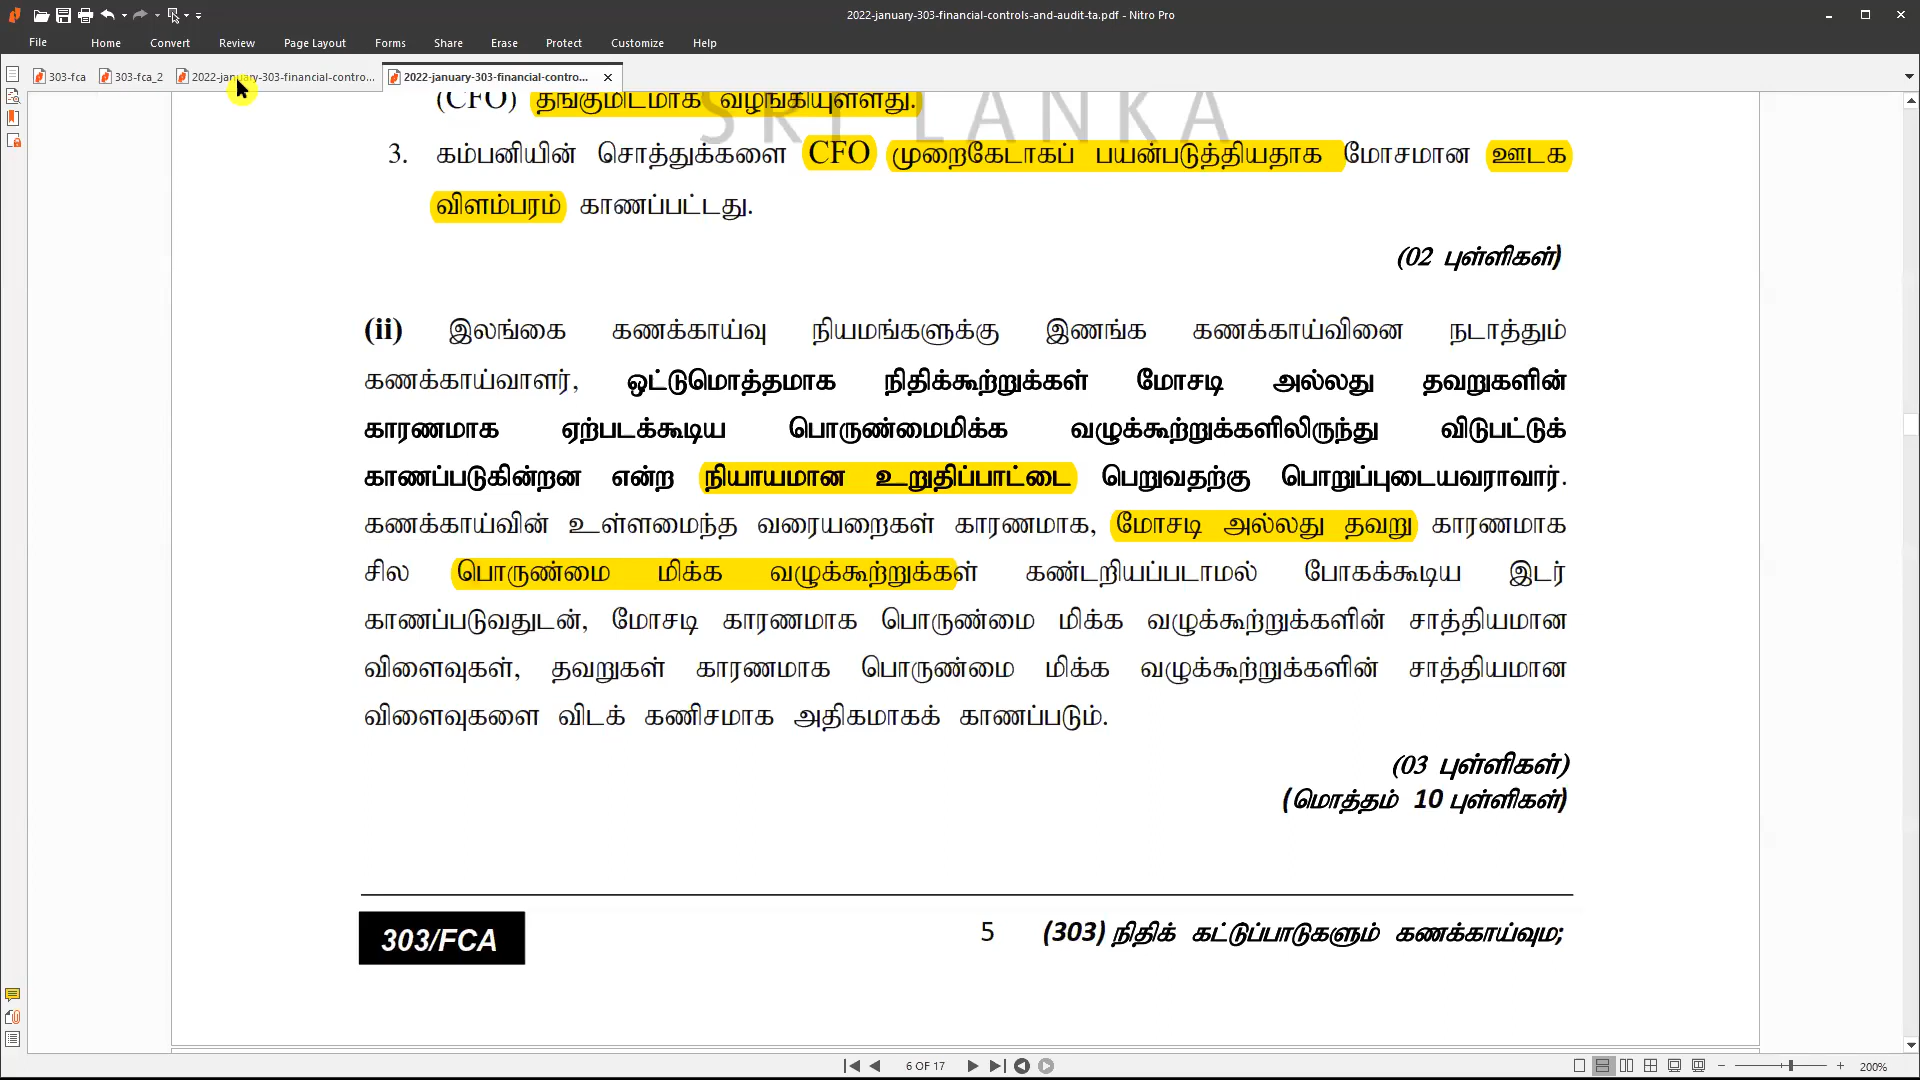 2022-january-303-financial-controls-and-audit-ta.pdf - Nitro Pro
File Home Convert Review Page Layout Forms Share Erase Protect Customize Help
303-fca 303-fca_2 2022-january-303-financial-contro... 2022-january-303-financial-contro...
SRI LANKA
(CFO) தங்குமிடமாக வழங்கியுள்ளது.
3. கம்பனியின் சொத்துக்களை CFO முறைகேடாகப் பயன்படுத்தியதாக மோசமான ஊடக
விளம்பரம் காணப்பட்டது.
(02 புள்ளிகள்)
(ii) இலங்கை கணக்காய்வு நியமங்களுக்கு இணங்க கணக்காய்வினை நடாத்தும்
கணக்காய்வாளர், ஒட்டுமொத்தமாக நிதிக்கூற்றுக்கள் மோசடி அல்லது தவறுகளின்
காரணமாக ஏற்படக்கூடிய பொருண்மைமிக்க வழுக்கூற்றுக்களிலிருந்து விடுபட்டுக்
காணப்படுகின்றன என்ற நியாயமான உறுதிப்பாட்டை பெறுவதற்கு பொறுப்புடையவராவார்.
கணக்காய்வின் உள்ளமைந்த வரையறைகள் காரணமாக, மோசடி அல்லது தவறு காரணமாக
சில பொருண்மை மிக்க வழுக்கூற்றுக்கள் கண்டறியப்படாமல் போகக்கூடிய இடர்
காணப்படுவதுடன், மோசடி காரணமாக பொருண்மை மிக்க வழுக்கூற்றுக்களின் சாத்தியமான
விளைவுகள், தவறுகள் காரணமாக பொருண்மை மிக்க வழுக்கூற்றுக்களின் சாத்தியமான
விளைவுகளை விடக் கணிசமாக அதிகமாகக் காணப்படும்.
(03 புள்ளிகள்)
(மொத்தம் 10 புள்ளிகள்)
303/FCA 5 (303) நிதிக் கட்டுப்பாடுகளும் கணக்காய்வும;
6 OF 17 200%